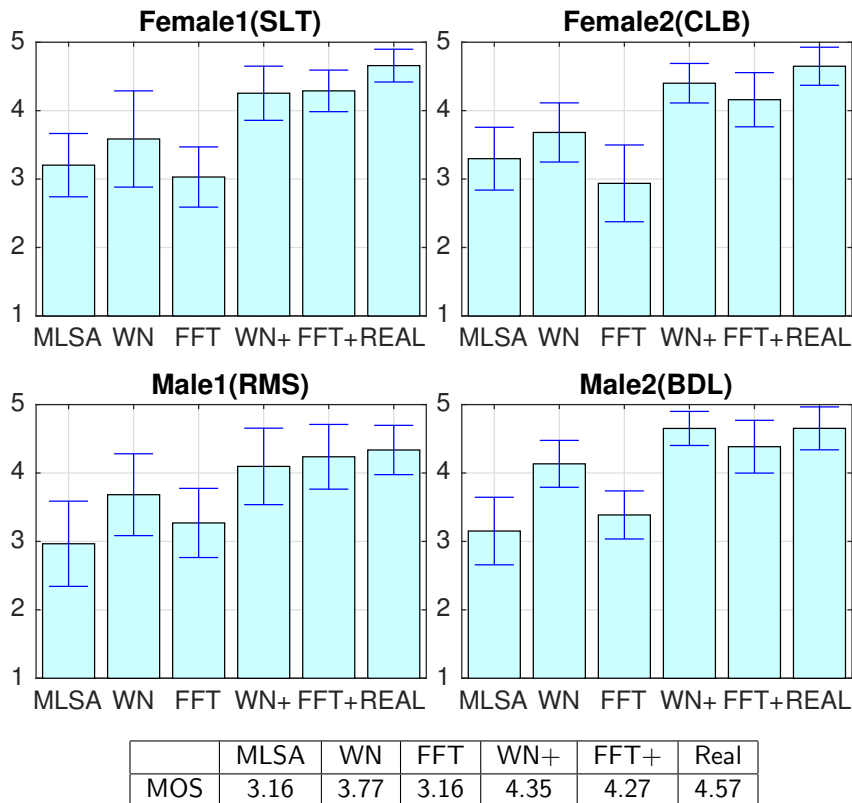 Female1(SLT)
5
4
3
2
1
MLSA WN FFT WN+ FFT+ REAL
Female2(CLB)
5
4
3
2
1
MLSA WN FFT WN+ FFT+ REAL
Male1(RMS)
5
4
3
2
1
MLSA WN FFT WN+ FFT+ REAL
Male2(BDL)
5
4
3
2
1
MLSA WN FFT WN+ FFT+ REAL
MLSA WN FFT WN+ FFT+ Real
MOS 3.16 3.77 3.16 4.35 4.27 4.57